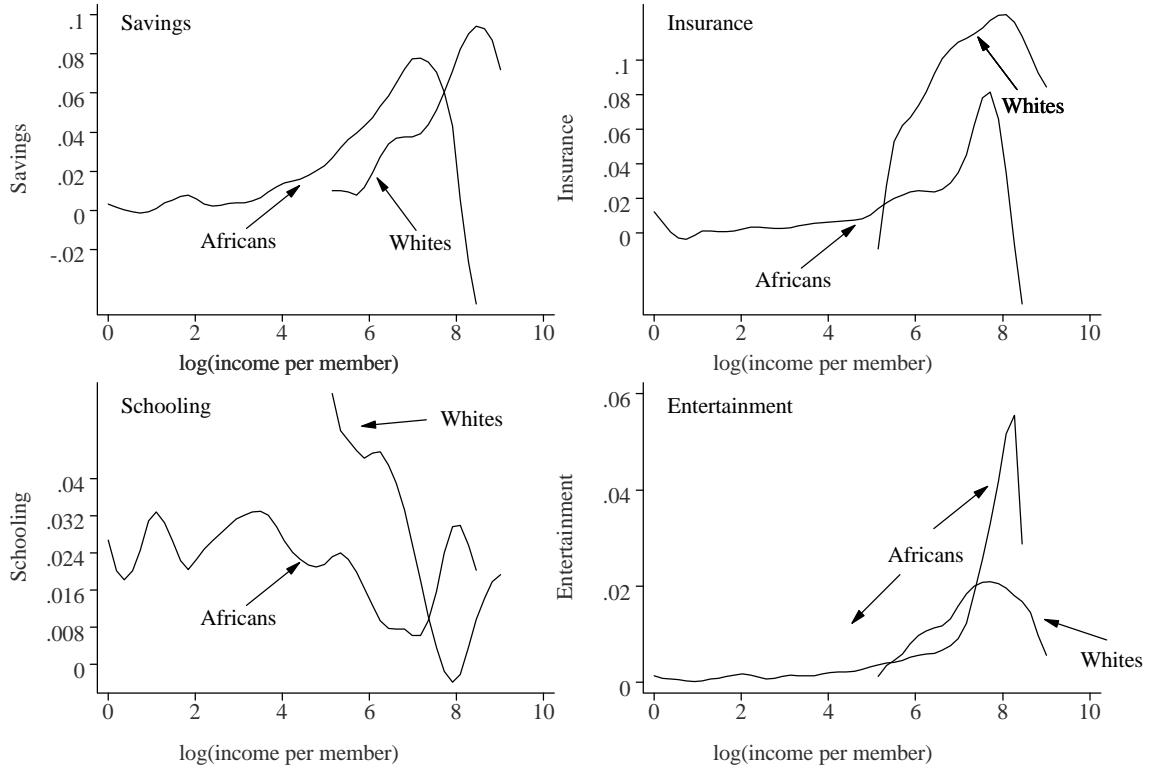 Savings
.1
.08
.06
.04
.02
0
-.02
Savings
Africans
Whites
0 2 4 6 8 10
log(income per member)
Insurance
.1
.08
.06
.04
.02
0
Insurance
Whites
Africans
0 2 4 6 8 10
log(income per member)
Schooling
.04
.032
.024
.016
.008
0
Schooling
Whites
Africans
0 2 4 6 8 10
log(income per member)
Entertainment
.06
.04
.02
0
Entertainment
Africans
Whites
0 2 4 6 8 10
log(income per member)